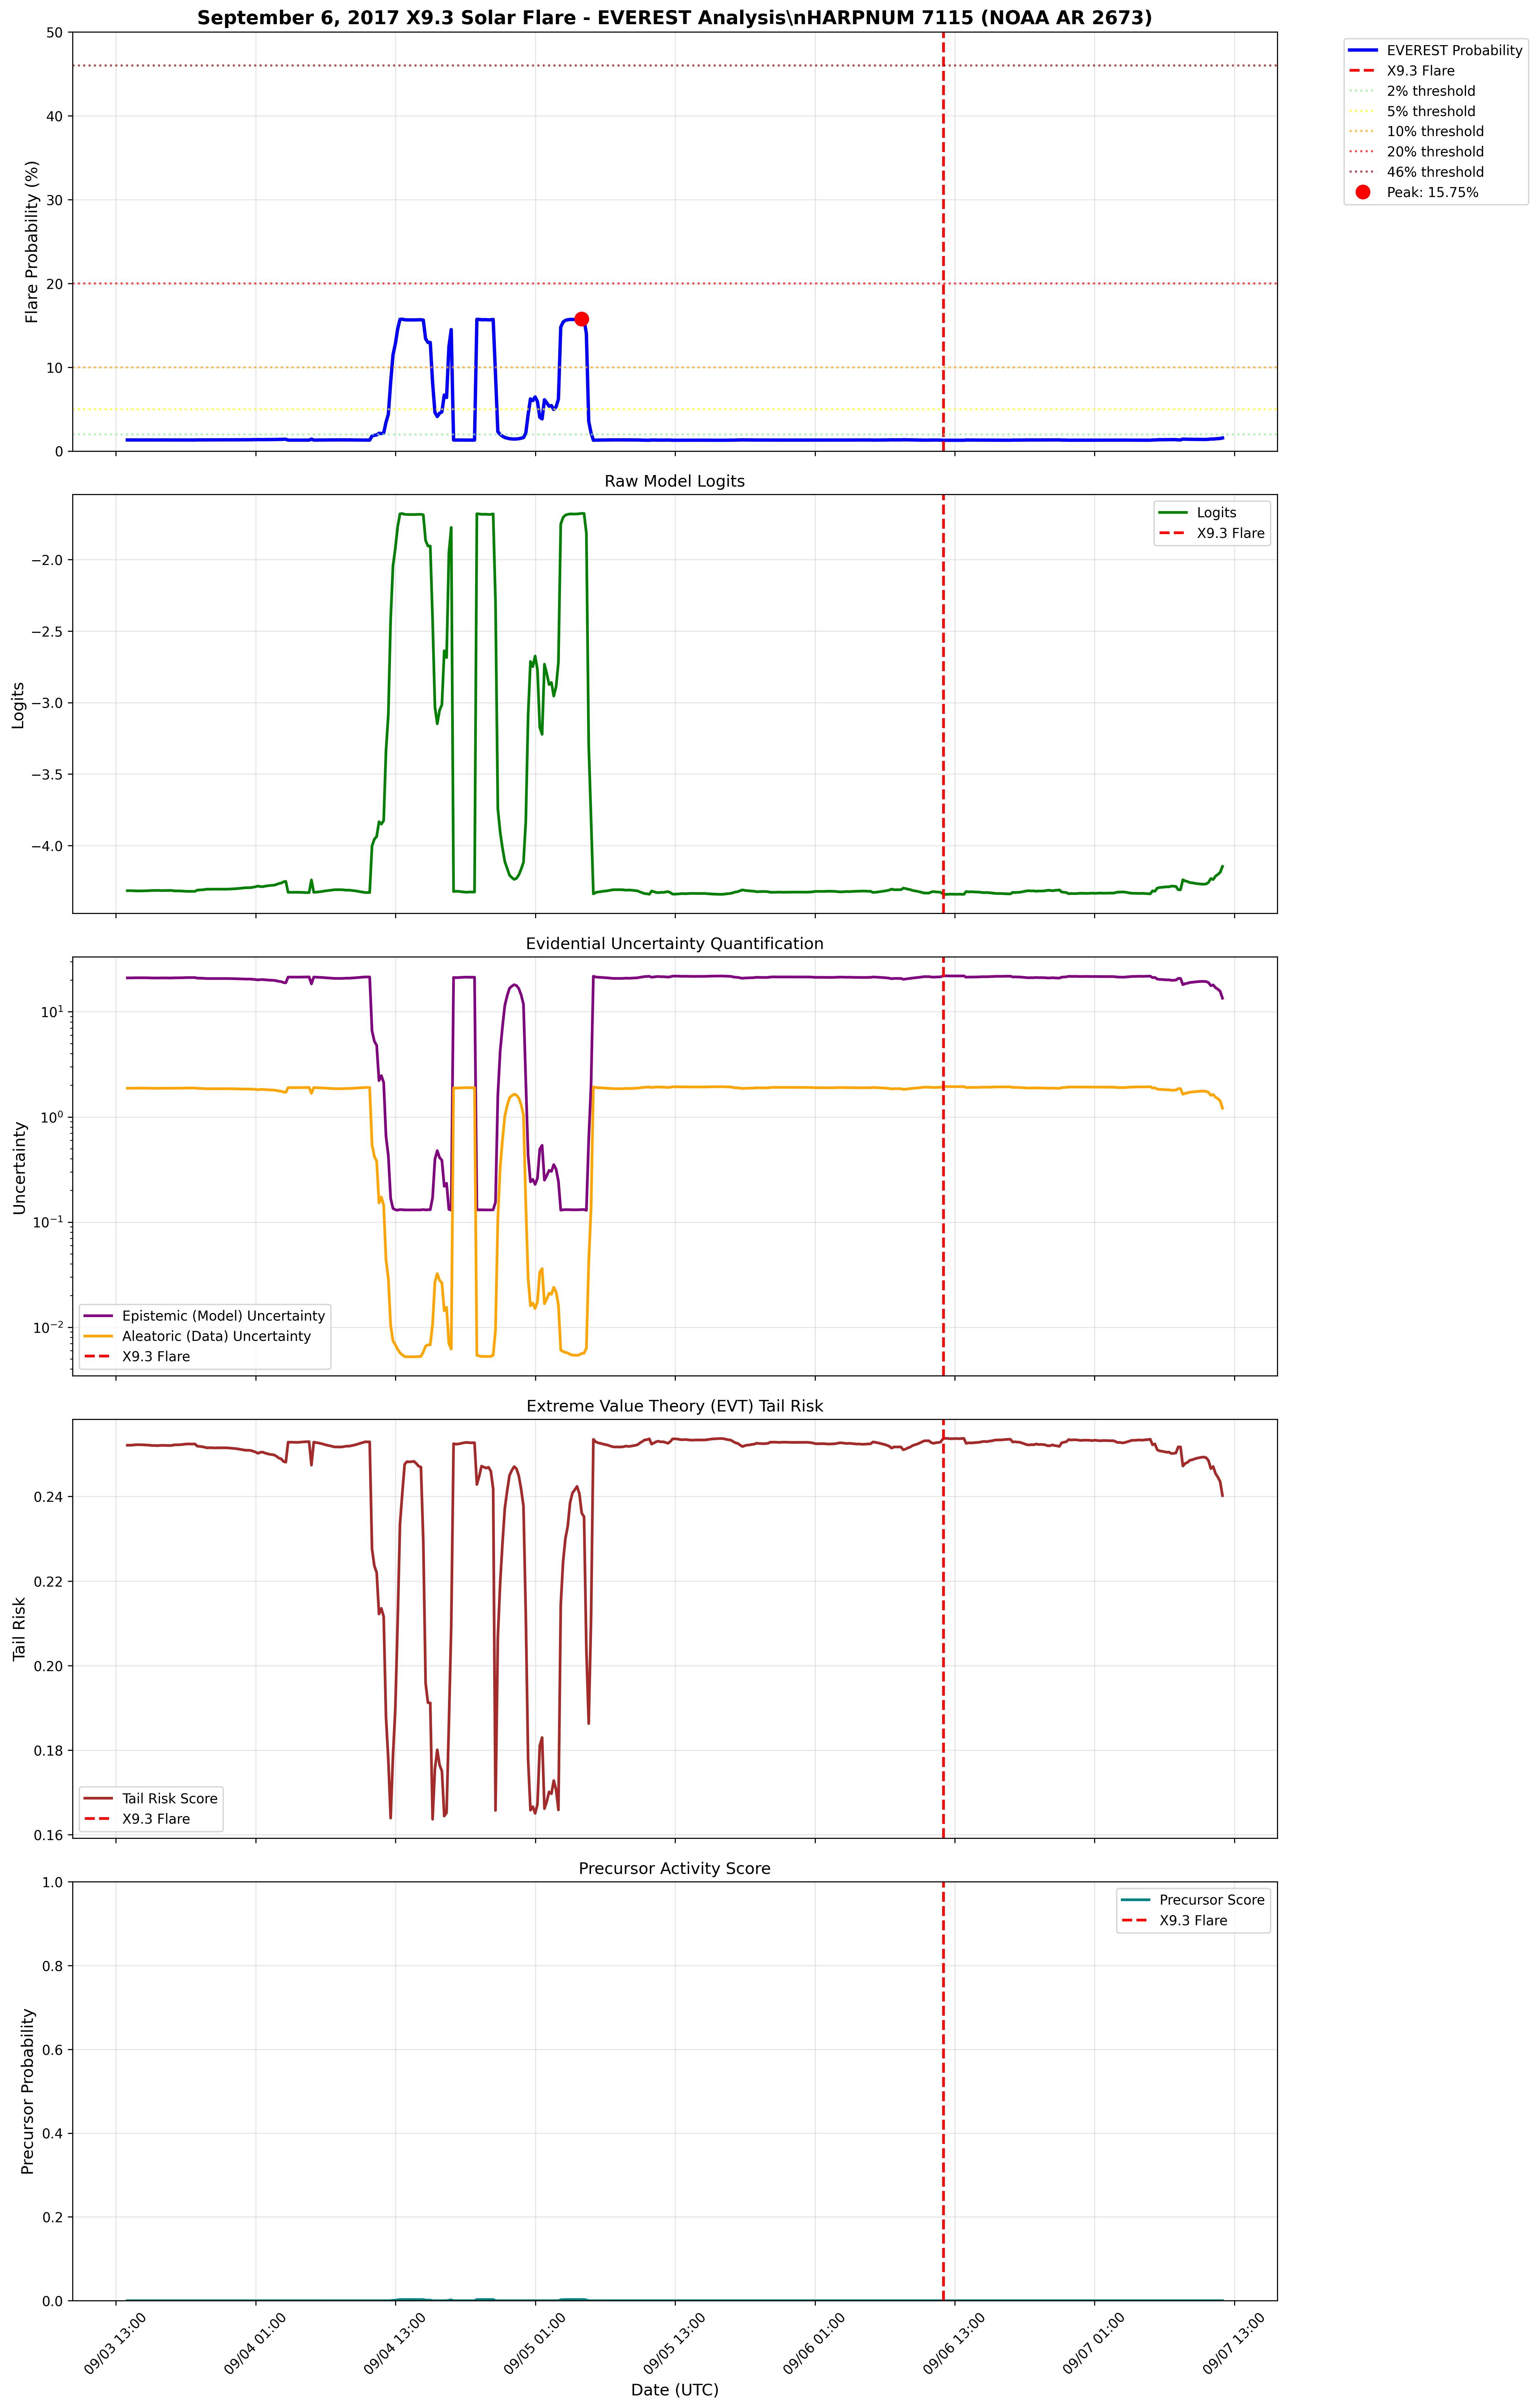 September 6, 2017 X9.3 Solar Flare - EVEREST Analysis\nHARPNUM 7115 (NOAA AR 2673)
50
40
30
20
10
0
Flare Probability (%)
EVEREST Probability
X9.3 Flare
2% threshold
5% threshold
10% threshold
20% threshold
46% threshold
Peak: 15.75%
Raw Model Logits
−2.0
−2.5
−3.0
−3.5
−4.0
Logits
Logits
X9.3 Flare
Evidential Uncertainty Quantification
10¹
10⁰
10⁻¹
10⁻²
Uncertainty
Epistemic (Model) Uncertainty
Aleatoric (Data) Uncertainty
X9.3 Flare
Extreme Value Theory (EVT) Tail Risk
0.24
0.22
0.20
0.18
0.16
Tail Risk
Tail Risk Score
X9.3 Flare
Precursor Activity Score
1.0
0.8
0.6
0.4
0.2
0.0
Precursor Probability
Precursor Score
X9.3 Flare
09/03 13:00
09/04 01:00
09/04 13:00
09/05 01:00
09/05 13:00
09/06 01:00
09/06 13:00
09/07 01:00
09/07 13:00
Date (UTC)